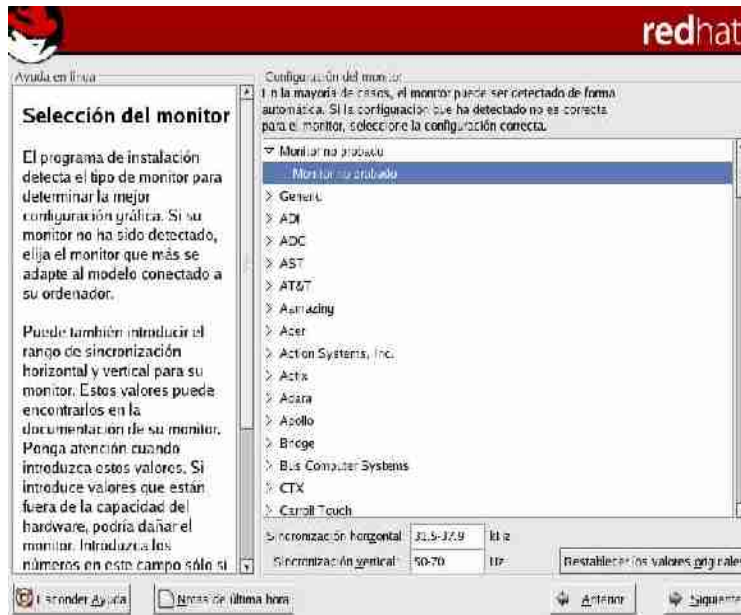 redhat
Ayuda en línea
Selección del monitor
El programa de instalación
detecta el tipo de monitor para
determinar la mejor
configuración gráfica. Si su
monitor no ha sido detectado,
elija el monitor que más se
adapte al modelo conectado a
su ordenador.
Puede también introducir el
rango de sincronización
horizontal y vertical para su
monitor. Estos valores puede
encontrarlos en la
documentación de su monitor.
Ponga atención cuando
introduzca estos valores. Si
introduce valores que están
fuera de la capacidad del
hardware, podría dañar el
monitor. Introduzca los
números en este campo sólo si
Configuración del monitor
En la mayoría de casos, el monitor puede ser detectado de forma
automática. Si la configuración que ha detectado no es correcta
para el monitor, seleccione la configuración correcta.
Monitor no probado
Monitor no probado
Generic
ADI
AOC
AST
AT&T
Aamazing
Acer
Action Systems, Inc.
Actix
Adara
Apollo
Bridge
Bus Computer Systems
CTX
Carroll Touch
Sincronización horizontal: 31.5-37.9 kHz
Sincronización vertical: 50-70 Hz
Restablecer los valores originales
Esconder Ayuda
Notas de última hora
Anterior
Siguiente